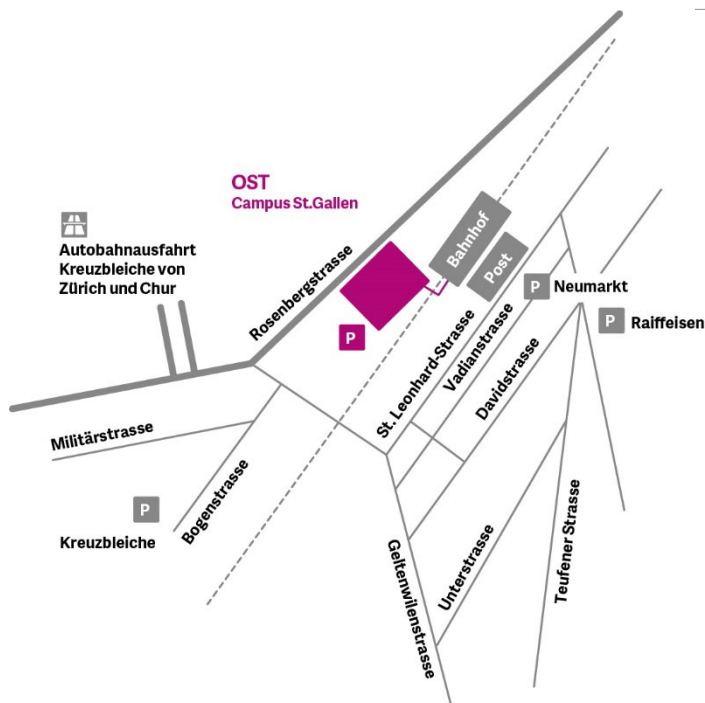 OST
Campus St.Gallen
Autobahnausfahrt
Kreuzbleiche von
Zürich und Chur
Rosenbergstrasse
Bahnhof
Post
P
Neumarkt
P
Raiffeisen
P
St. Leonhard-Strasse
Vadianstrasse
Davidstrasse
Militärstrasse
Bogenstrasse
P
Kreuzbleiche
Geltenwilenstrasse
Unterstrasse
Teufener Strasse